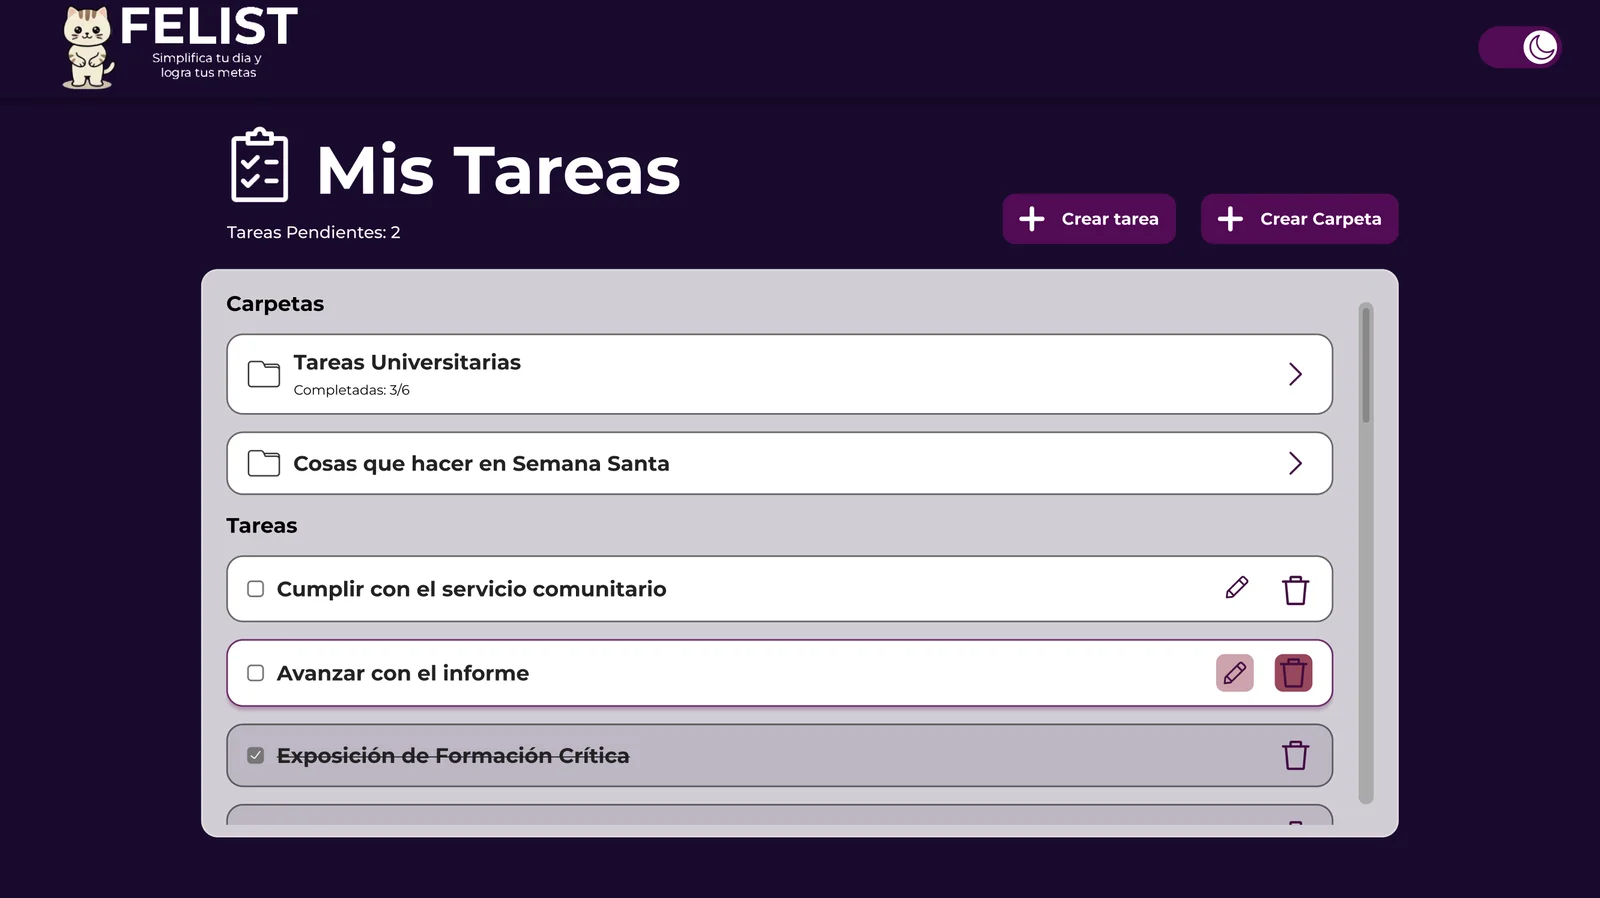 FELIST
Simplifica tu dia y
logra tus metas
Mis Tareas
Tareas Pendientes: 2
Crear tarea
Crear Carpeta
Carpetas
Tareas Universitarias
Completadas: 3/6
Cosas que hacer en Semana Santa
Tareas
Cumplir con el servicio comunitario
Avanzar con el informe
Exposición de Formación Crítica